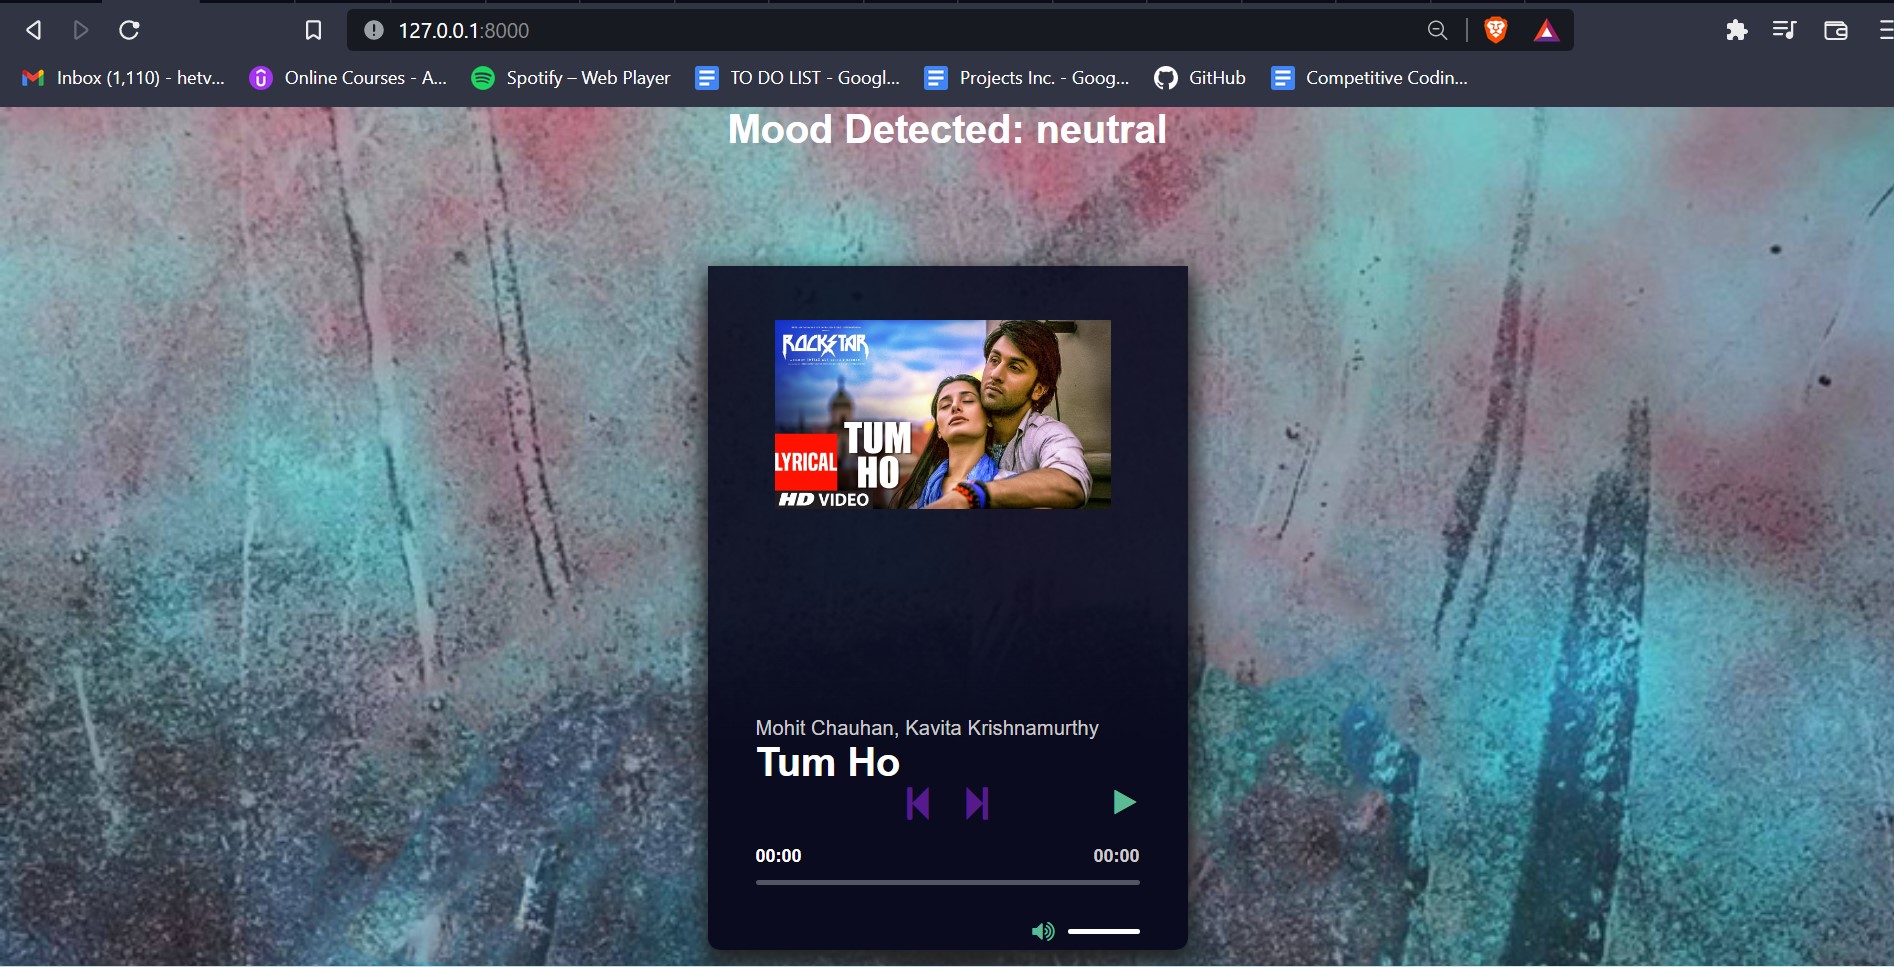 127.0.0.1:8000
Inbox (1,110) - hetv... Online Courses - A... Spotify – Web Player TO DO LIST - Googl... Projects Inc. - Goog... GitHub Competitive Codin...
Mood Detected: neutral
ROCKSTAR
TUM
HO
LYRICAL
HD VIDEO
Mohit Chauhan, Kavita Krishnamurthy
Tum Ho
00:00 00:00